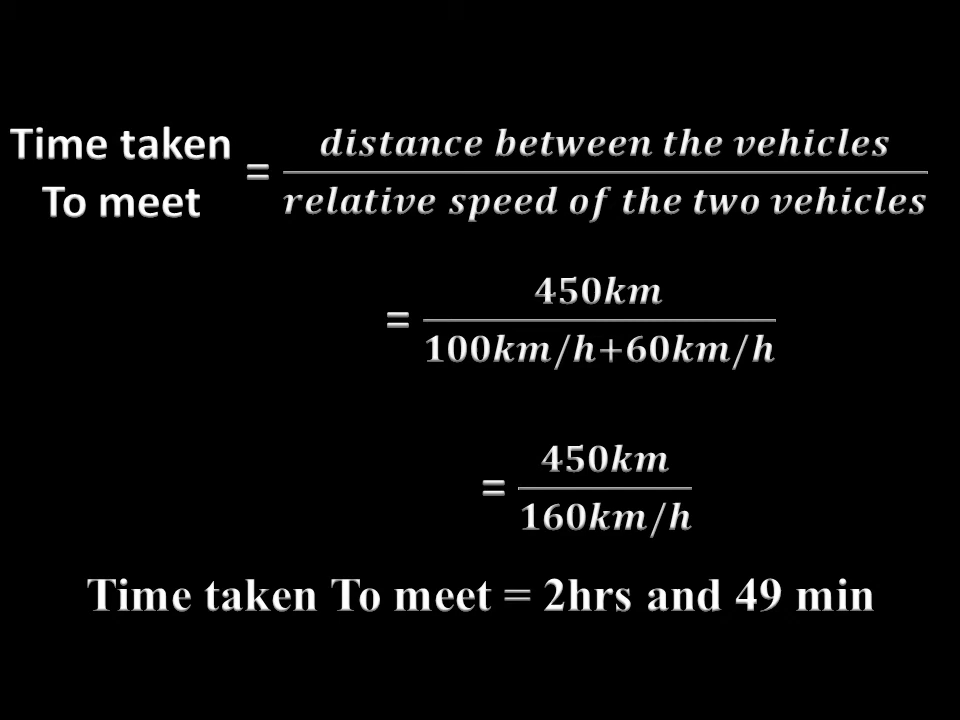 Time taken
To meet
= distance between the vehicles
relative speed of the two vehicles
= 450km
100km/h+60km/h
= 450km
160km/h
Time taken To meet = 2hrs and 49 min